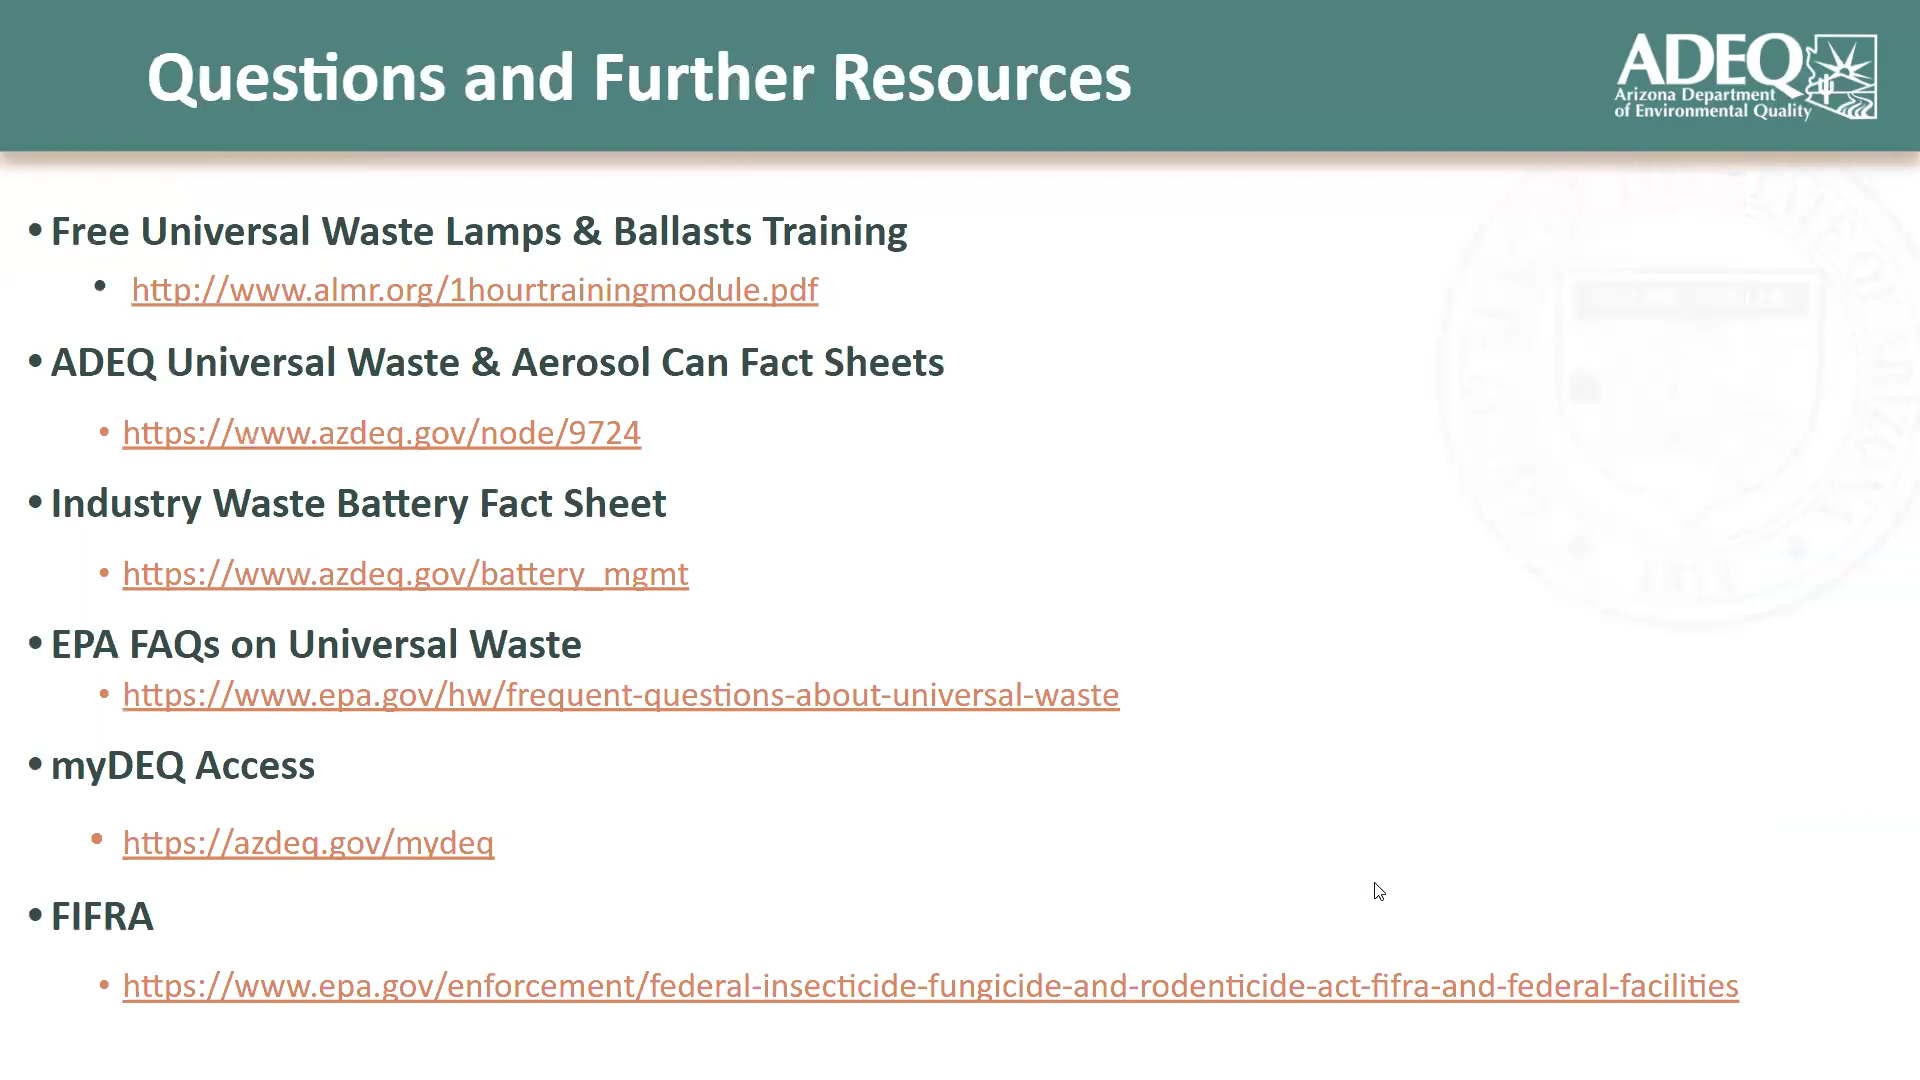 Questions and Further Resources
ADEQ
Arizona Department
of Environmental Quality
• Free Universal Waste Lamps & Ballasts Training
• http://www.almr.org/1hourtrainingmodule.pdf
• ADEQ Universal Waste & Aerosol Can Fact Sheets
• https://www.azdeq.gov/node/9724
• Industry Waste Battery Fact Sheet
• https://www.azdeq.gov/battery_mgmt
• EPA FAQs on Universal Waste
• https://www.epa.gov/hw/frequent-questions-about-universal-waste
• myDEQ Access
• https://azdeq.gov/mydeq
• FIFRA
• https://www.epa.gov/enforcement/federal-insecticide-fungicide-and-rodenticide-act-fifra-and-federal-facilities